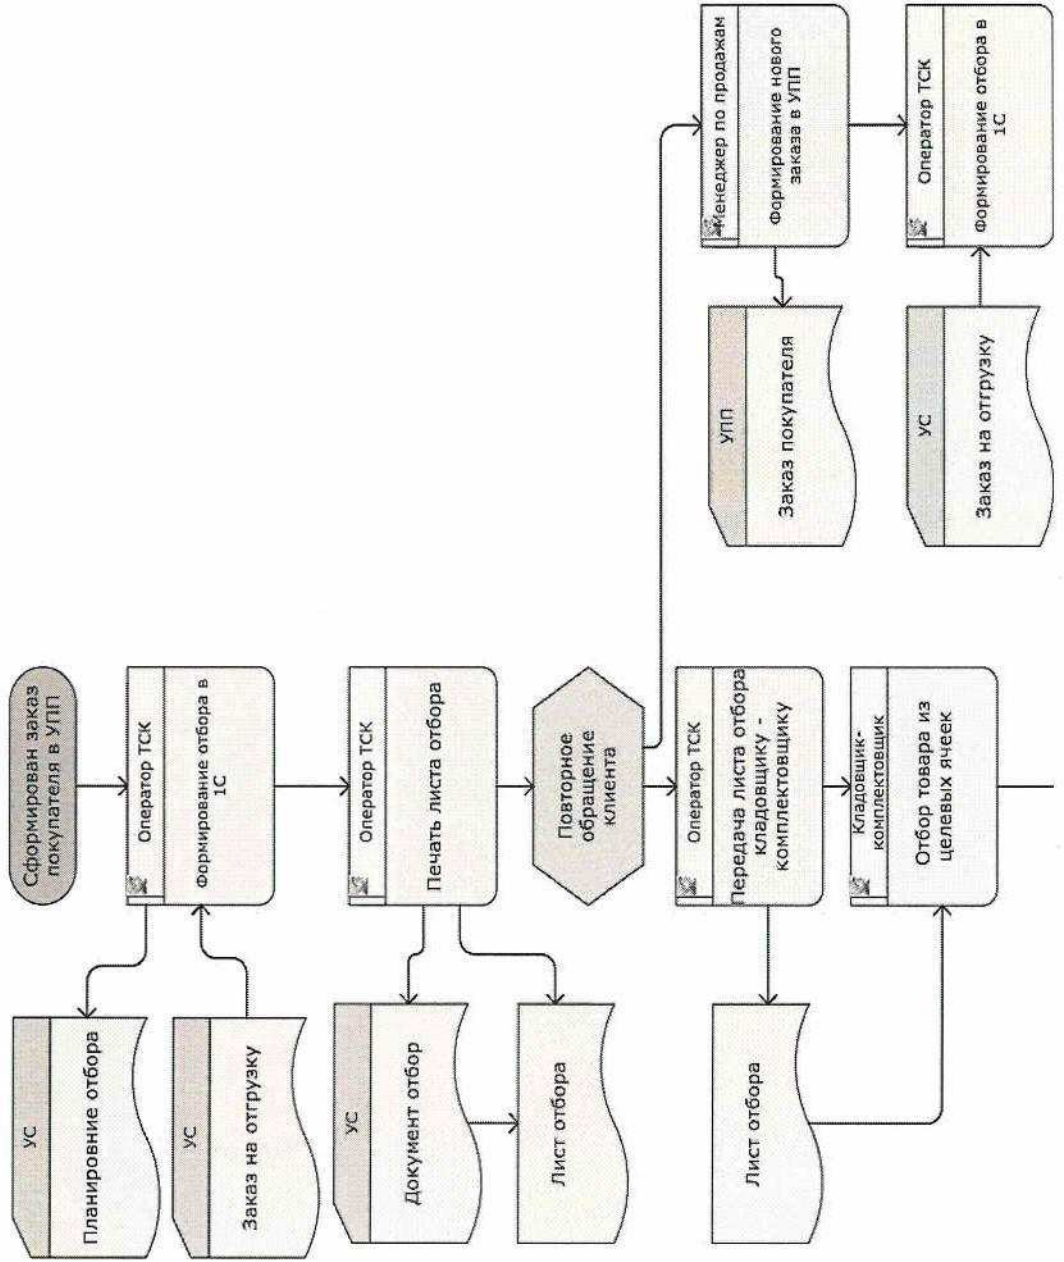 Сформирован заказ
покупателя в УПП
Оператор ТСК
Формирование отбора в
1С
УС
Планировние отбора
УС
Заказ на отгрузку
Оператор ТСК
Печать листа отбора
УС
Документ отбор
Лист отбора
Повторное
обращение
клиента
Оператор ТСК
Передача листа отбора
кладовщику -
комплектовщику
Лист отбора
Кладовщик-
комплектовщик
Отбор товара из
целевых ячеек
Менеджер по продажам
Формирование нового
заказа в УПП
УПП
Заказ покупателя
Оператор ТСК
Формирование отбора в
1С
УС
Заказ на отгрузку